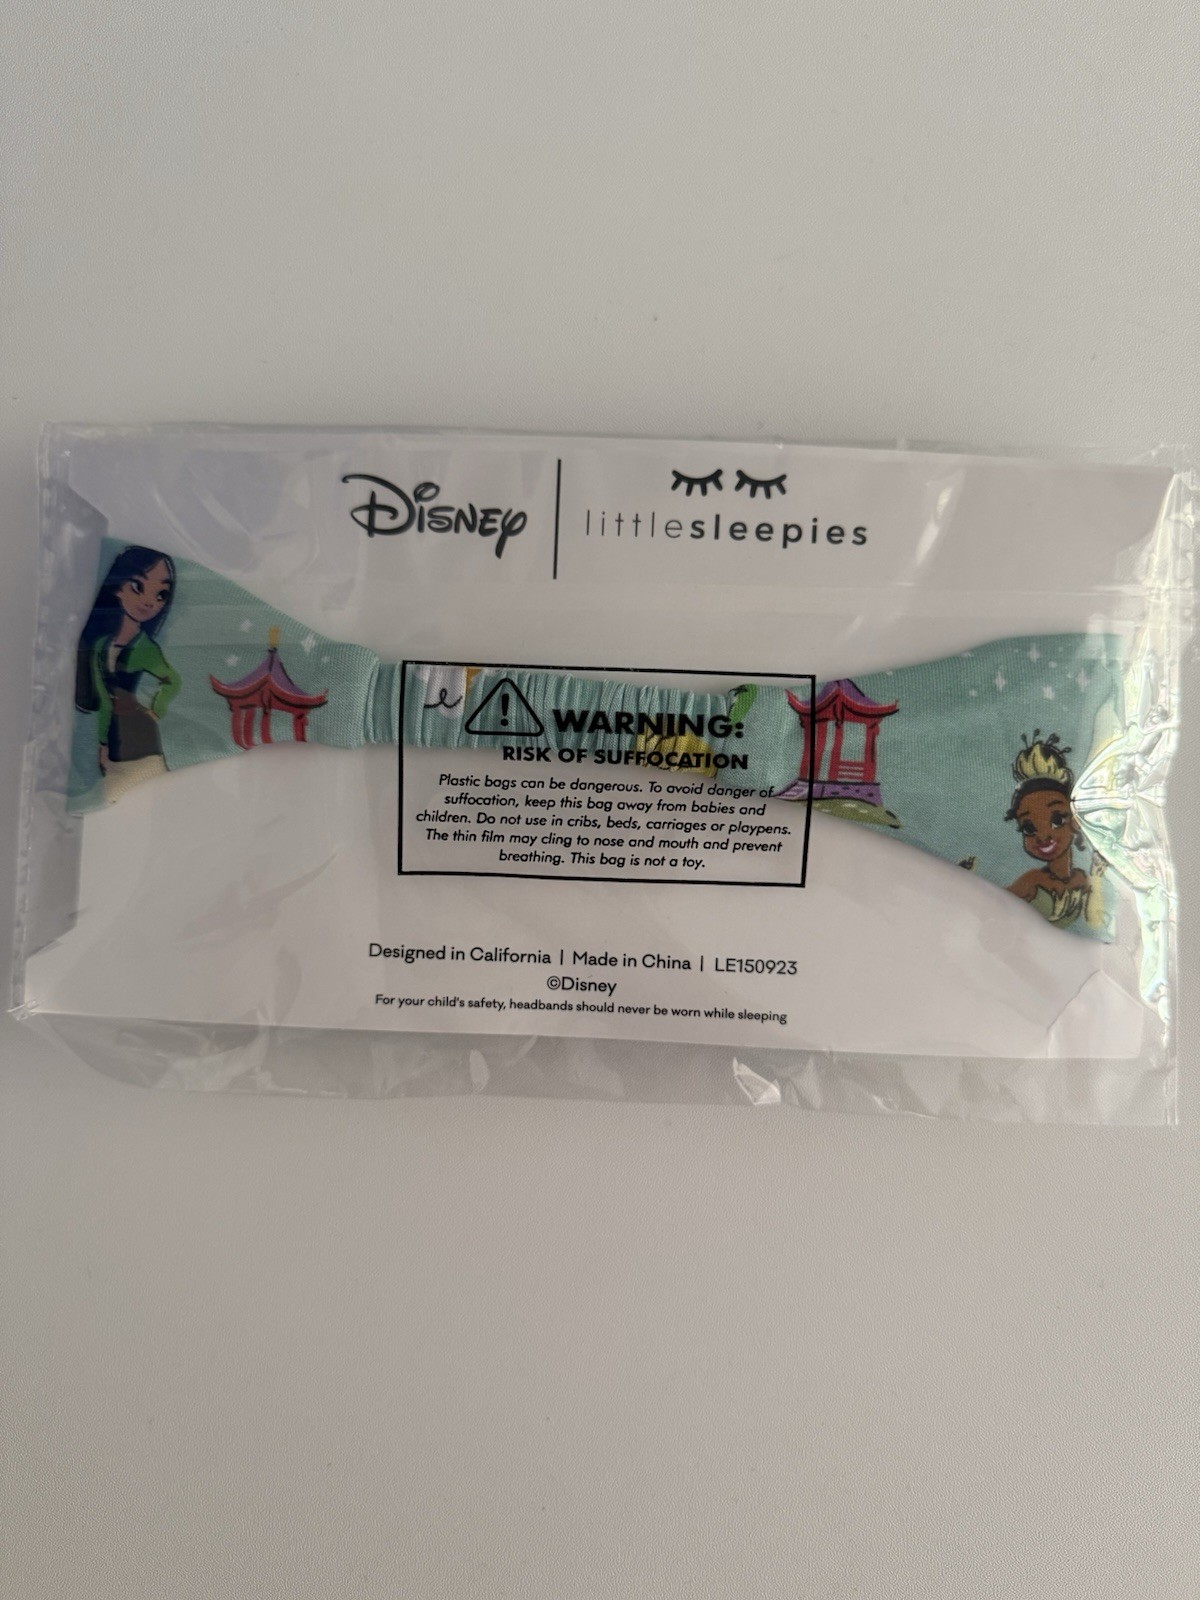 Disney | littlesleepies
WARNING:
RISK OF SUFFOCATION
Plastic bags can be dangerous. To avoid danger of
suffocation, keep this bag away from babies and
children. Do not use in cribs, beds, carriages or playpens.
The thin film may cling to nose and mouth and prevent
breathing. This bag is not a toy.
Designed in California | Made in China | LE150923
©Disney
For your child's safety, headbands should never be worn while sleeping